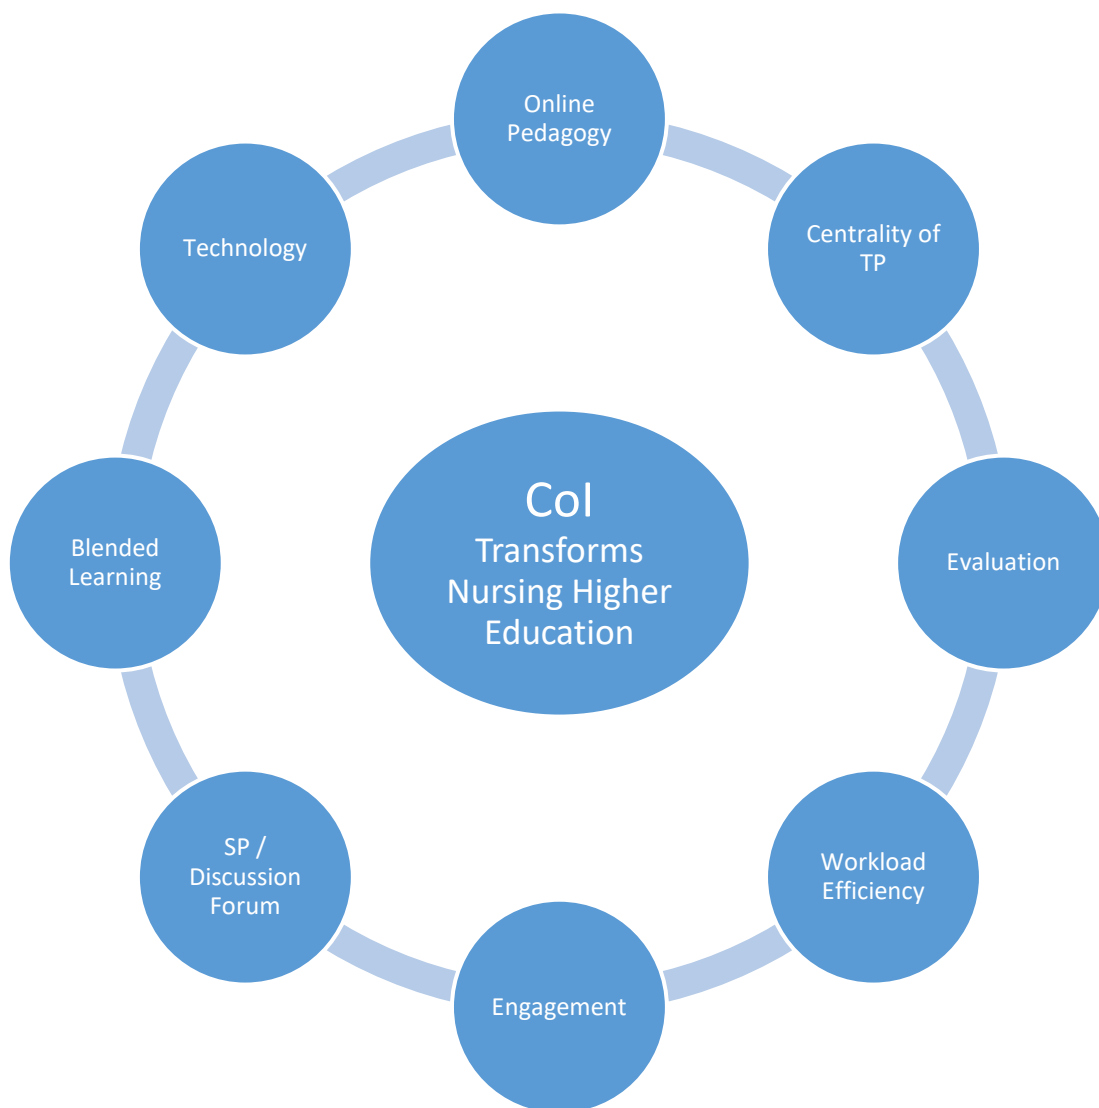 Online
Pedagogy
Centrality of
TP
Evaluation
Workload
Efficiency
Engagement
SP /
Discussion
Forum
Blended
Learning
Technology
CoI
Transforms
Nursing Higher
Education